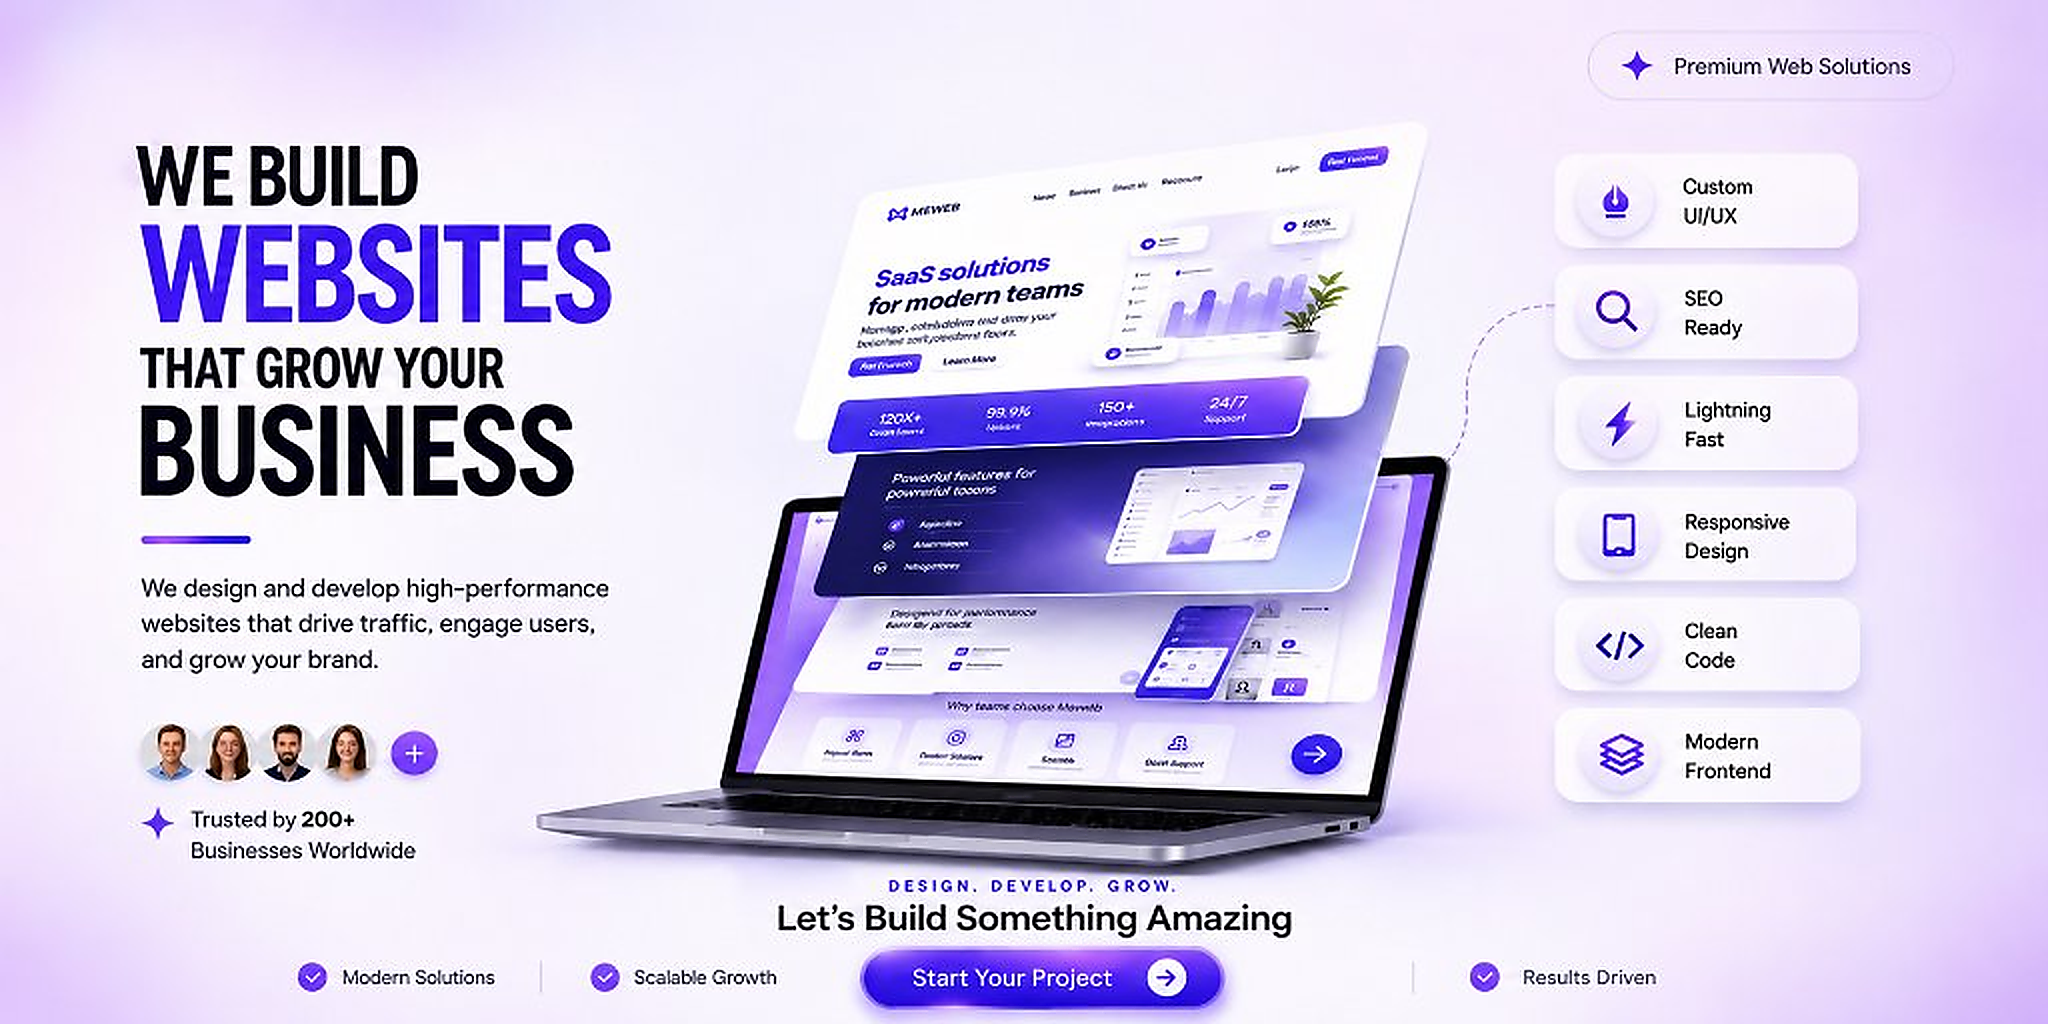 Premium Web Solutions
WE BUILD
WEBSITES
THAT GROW YOUR
BUSINESS
We design and develop high-performance
websites that drive traffic, engage users,
and grow your brand.
Trusted by 200+
Businesses Worldwide
MEWEB
SaaS solutions
for modern teams
Learn More
120X+
99.9%
150+
24/7
Support
Powerful features for
Why teams choose
Custom
UI/UX
SEO
Ready
Lightning
Fast
Responsive
Design
Clean
Code
Modern
Frontend
DESIGN. DEVELOP. GROW.
Let's Build Something Amazing
Modern Solutions
Scalable Growth
Start Your Project
Results Driven